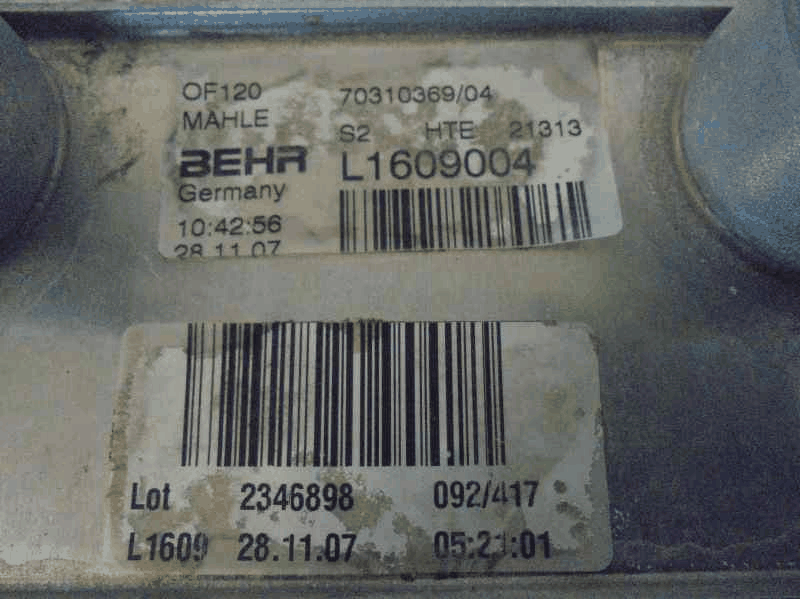 OF120 70310369/04
MAHLE S2 HTE 21313
BEHR L1609004
Germany
10:42:56
28.11.07
Lot 2346898 092/417
L1609 28.11.07 05:21:01